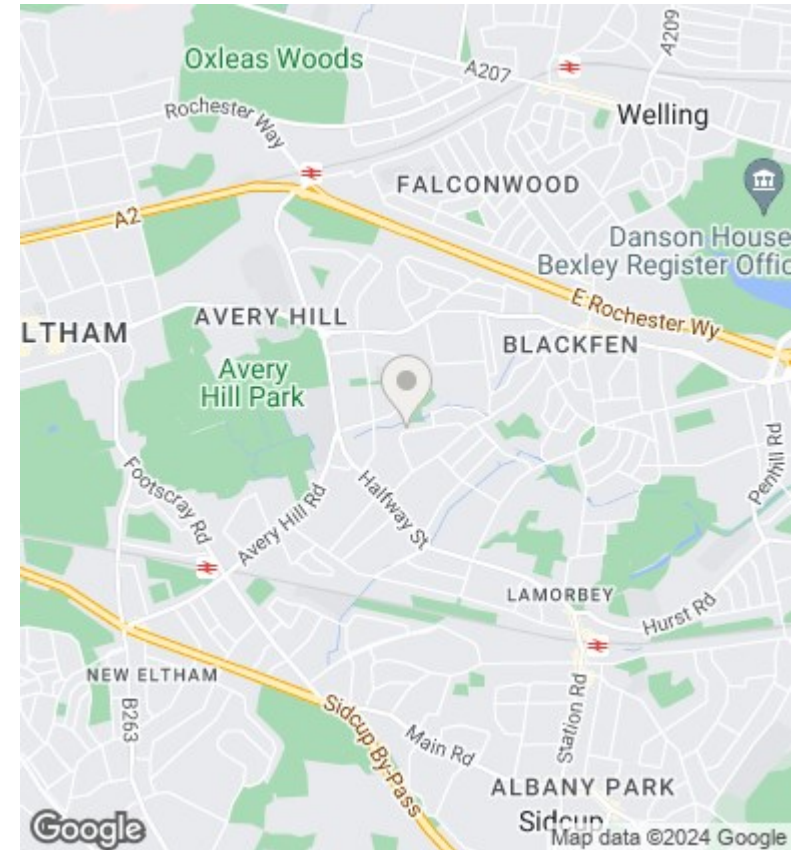 A209
Oxleas Woods
A207
Welling
Rochester Way
FALCONWOOD
A2
Danson House
Bexley Register Offic
E Rochester Wy
LTHAM
AVERY HILL
BLACKFEN
Avery
Hill Park
Penhill Rd
Footscray Rd
Avery Hill Rd
Halfway St
LAMORBEY
Hurst Rd
NEW ELTHAM
B263
Sidcup By-Pass
Station Rd
Main Rd
ALBANY PARK
Sidcup
Google
Map data ©2024 Google